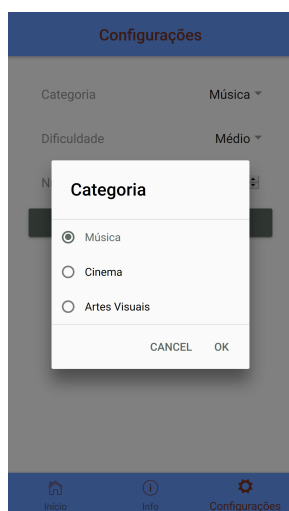 Configurações
Categoria Música
Dificuldade Médio
N
Categoria
Música
Cinema
Artes Visuais
CANCEL OK
Início Info Configurações